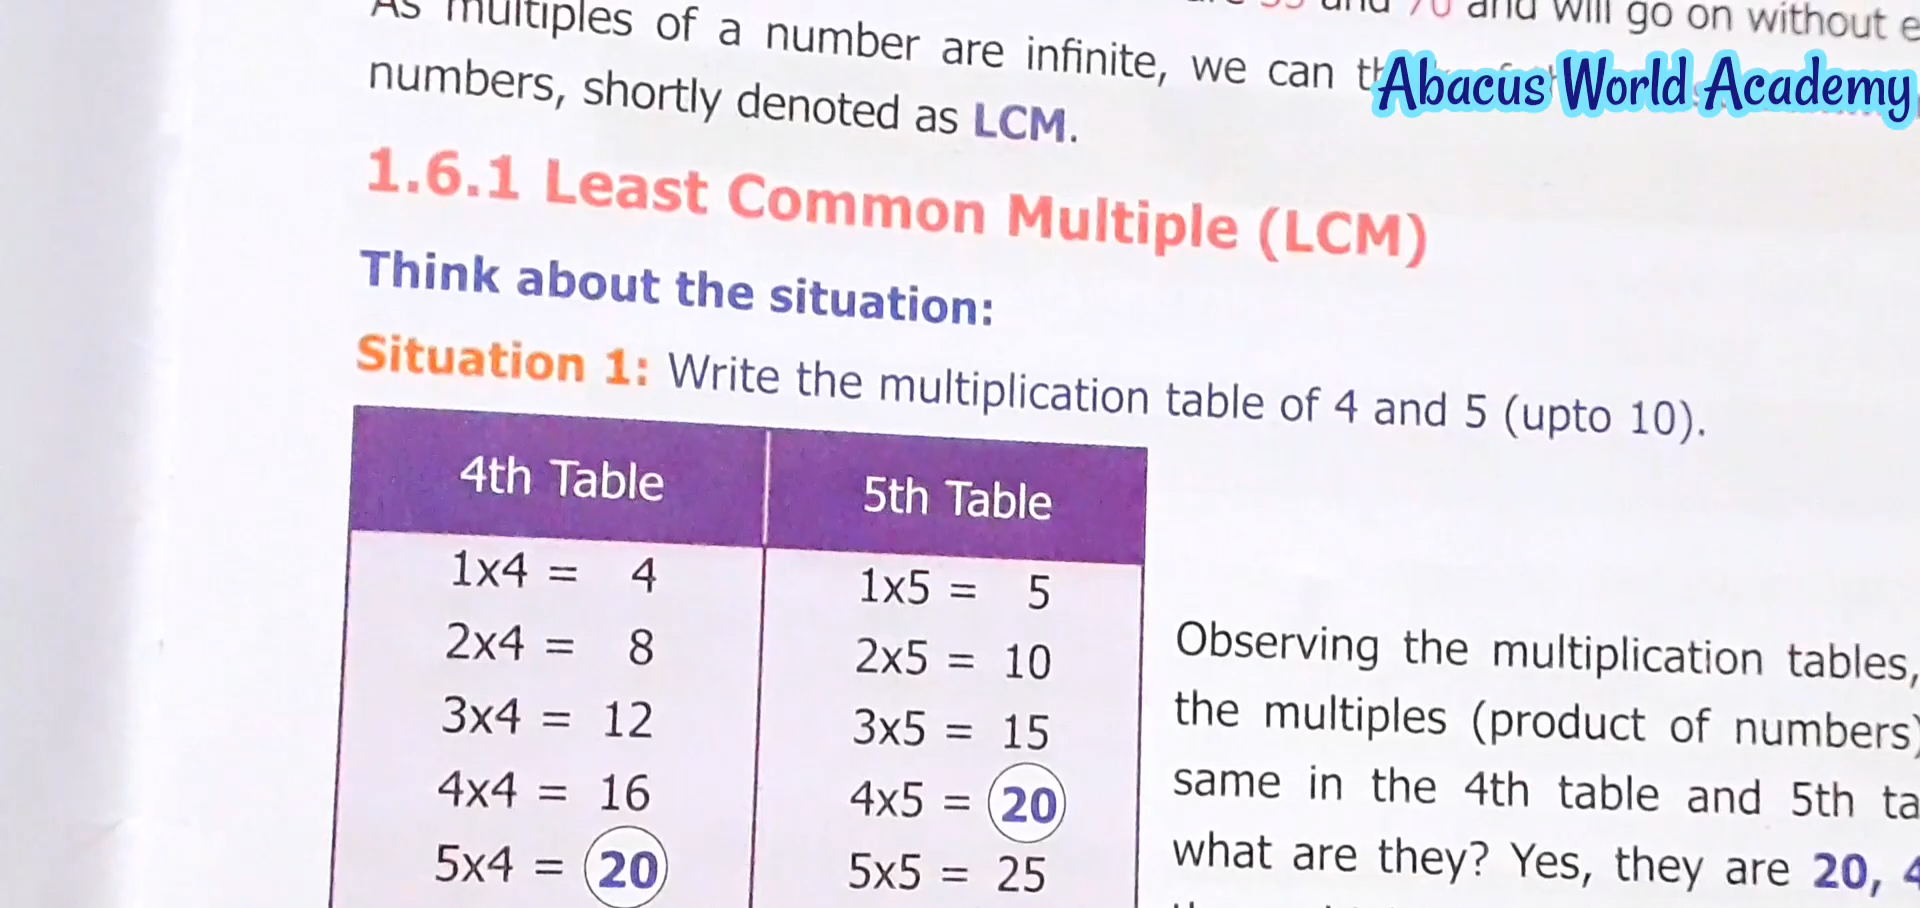 and 70 and will go on without
As multiples of a number are infinite, we can
Abacus World Academy
numbers, shortly denoted as LCM.
1.6.1 Least Common Multiple (LCM)
Think about the situation:
Situation 1: Write the multiplication table of 4 and 5 (upto 10).
4th Table 5th Table
1x4 = 4 1x5 = 5
2x4 = 8 2x5 = 10
3x4 = 12 3x5 = 15
4x4 = 16 4x5 = 20
5x4 = 20 5x5 = 25
Observing the multiplication tables,
the multiples (product of numbers)
same in the 4th table and 5th
what are they? Yes, they are 20,